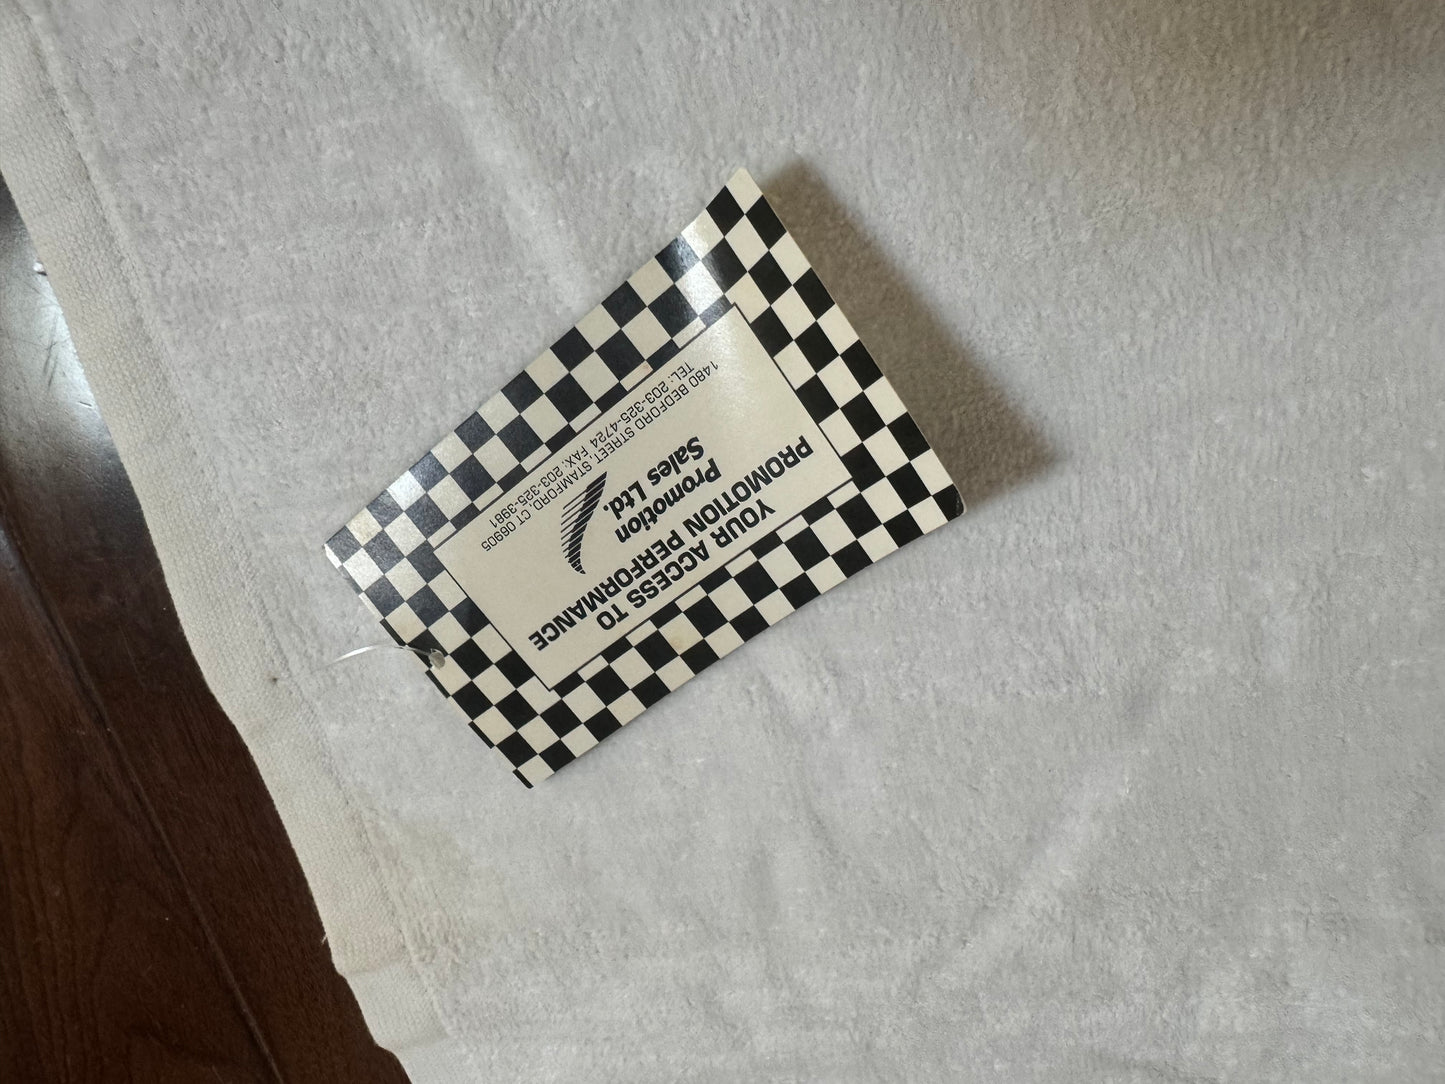 YOUR ACCESS TO
PROMOTION PERFORMANCE
Promotion
Sales Ltd.
1480 BEDFORD STREET, STAMFORD, CT 06905
TEL: 203-325-4724 FAX: 203-325-3981